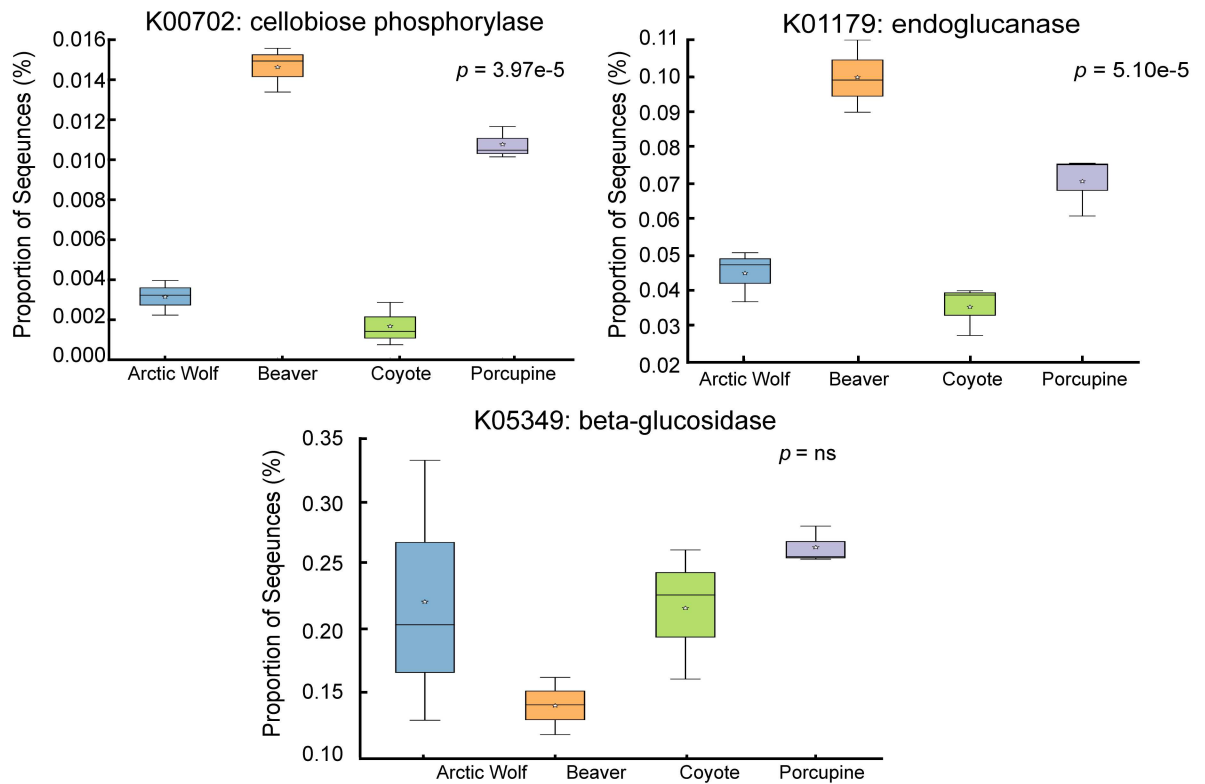 K00702: cellobiose phosphorylase
Proportion of Seqeunces (%)
0.016
0.014
0.012
0.010
0.008
0.006
0.004
0.002
0.000
p = 3.97e-5
Arctic Wolf Beaver Coyote Porcupine
K01179: endoglucanase
Proportion of Seqeunces (%)
0.11
0.10
0.09
0.08
0.07
0.06
0.05
0.04
0.03
0.02
p = 5.10e-5
Arctic Wolf Beaver Coyote Porcupine
K05349: beta-glucosidase
Proportion of Seqeunces (%)
0.35
0.30
0.25
0.20
0.15
0.10
p = ns
Arctic Wolf Beaver Coyote Porcupine